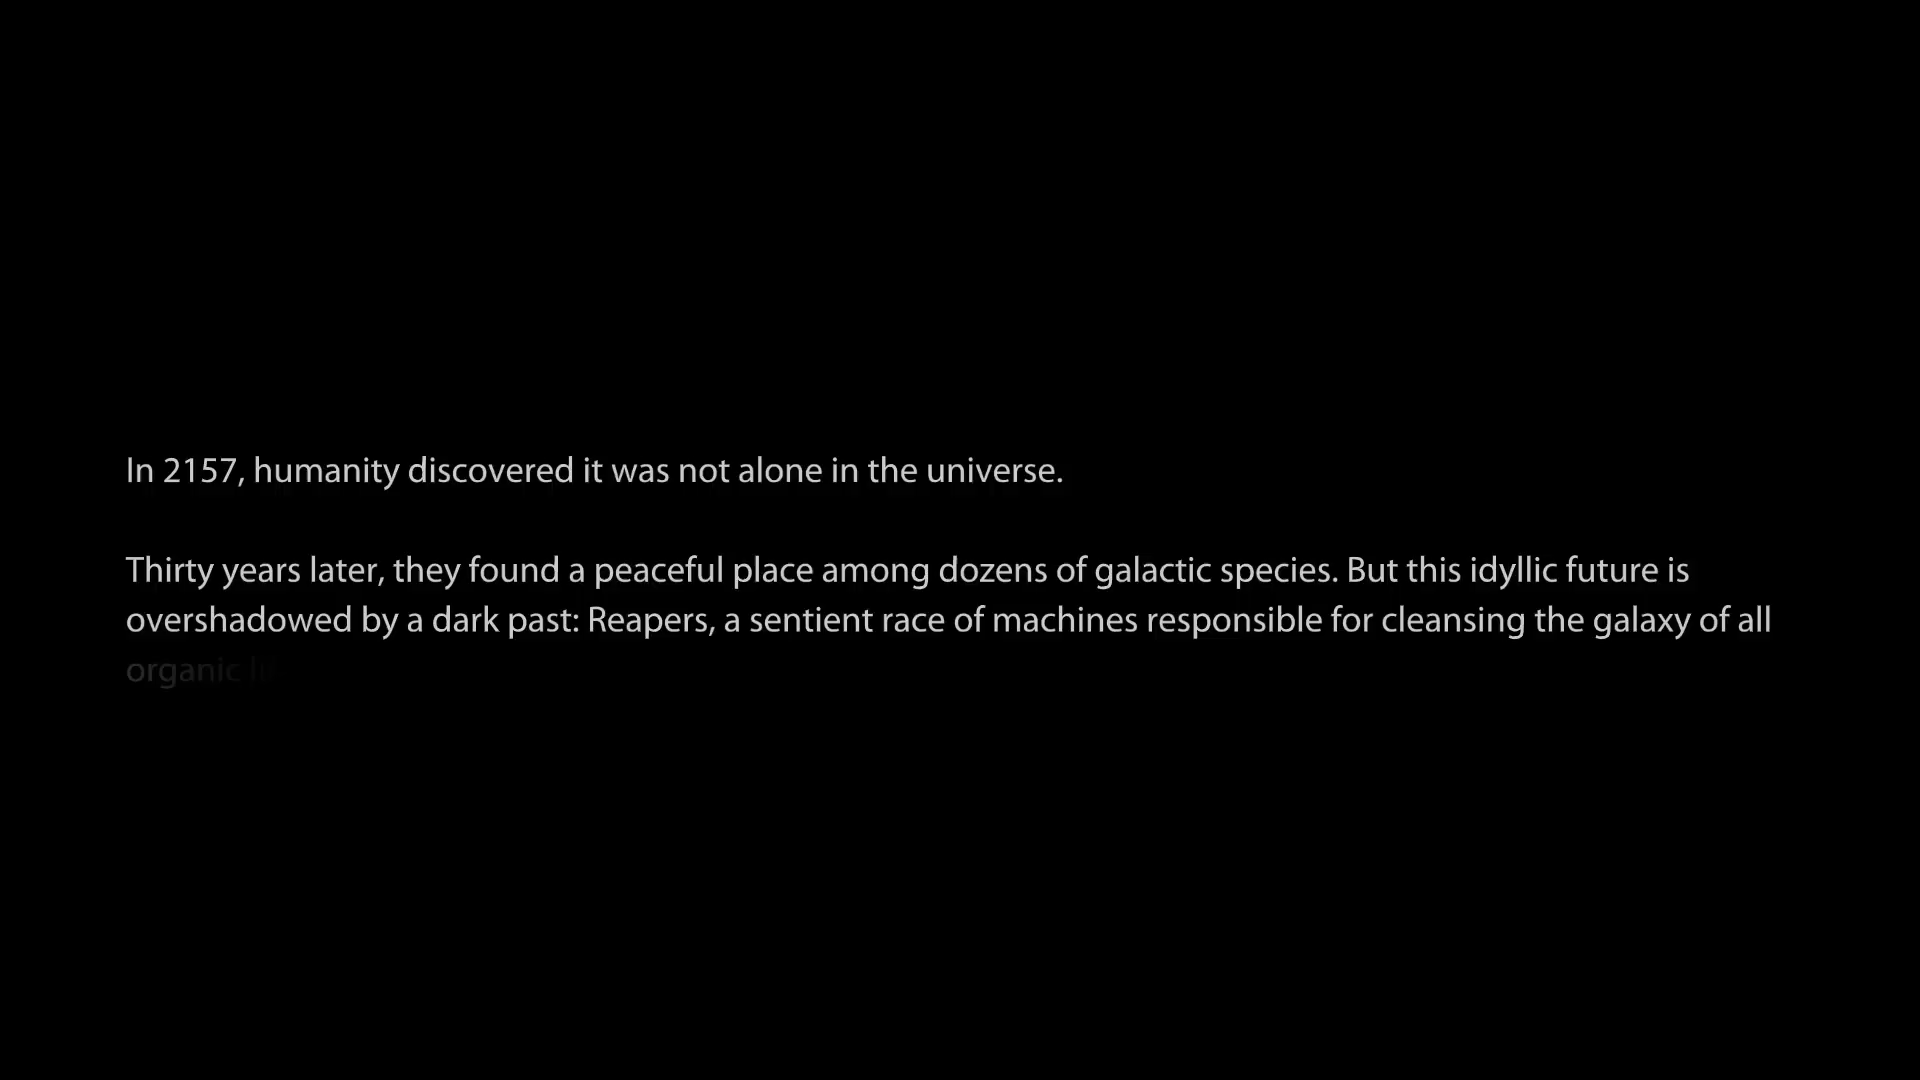 In 2157, humanity discovered it was not alone in the universe.
Thirty years later, they found a peaceful place among dozens of galactic species. But this idyllic future is
overshadowed by a dark past: Reapers, a sentient race of machines responsible for cleansing the galaxy of all
organic